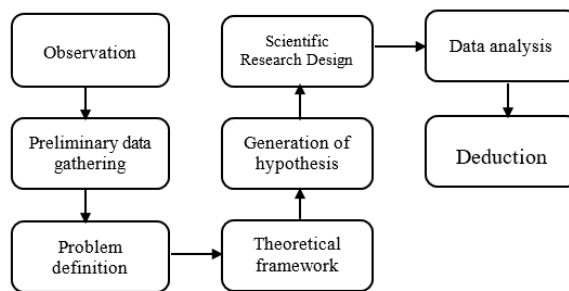 Observation
Preliminary data
gathering
Problem
definition
Theoretical
framework
Generation of
hypothesis
Scientific
Research Design
Data analysis
Deduction